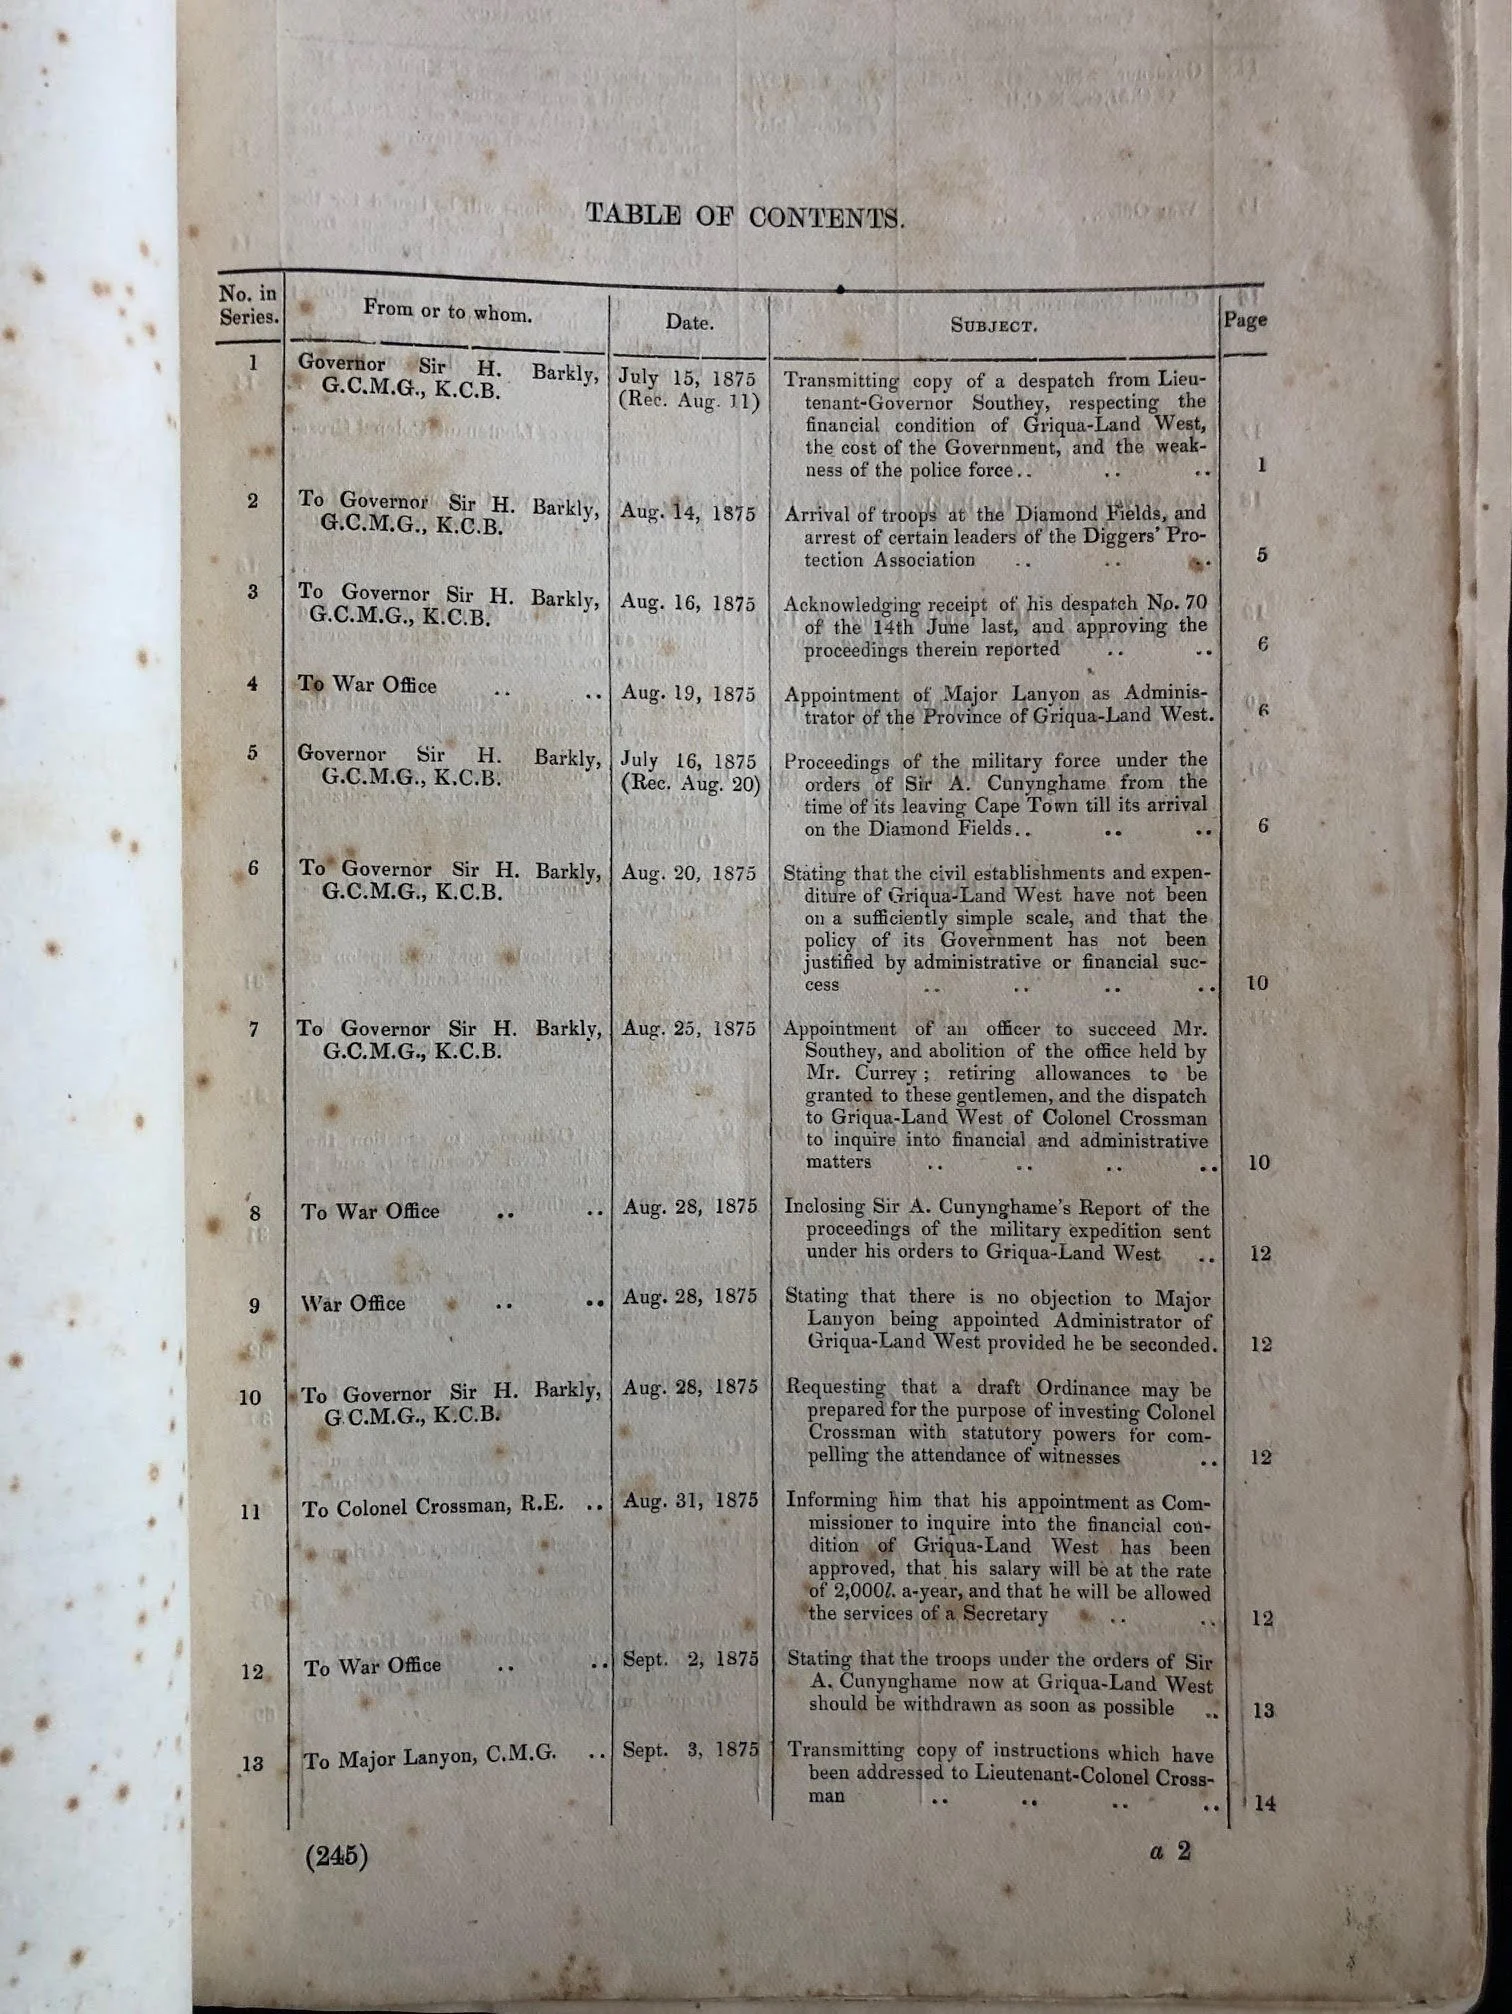 TABLE OF CONTENTS.
No. in Series. From or to whom. Date. SUBJECT. Page
1 Governor Sir H. Barkly, July 15, 1875 Transmitting copy of a despatch from Lieu-
G.C.M.G., K.C.B. (Rec. Aug. 11) tenant-Governor Southey, respecting the
financial condition of Griqua-Land West,
the cost of the Government, and the weak-
ness of the police force.. .. .. 1
2 To Governor Sir H. Barkly, Aug. 14, 1875 Arrival of troops at the Diamond Fields, and
G.C.M.G., K.C.B. arrest of certain leaders of the Diggers' Pro-
tection Association .. .. .. 5
3 To Governor Sir H. Barkly, Aug. 16, 1875 Acknowledging receipt of his despatch No. 70
G.C.M.G., K.C.B. of the 14th June last, and approving the
proceedings therein reported .. .. 6
4 To War Office .. .. Aug. 19, 1875 Appointment of Major Lanyon as Adminis-
trator of the Province of Griqua-Land West. 6
5 Governor Sir H. Barkly, July 16, 1875 Proceedings of the military force under the
G.C.M.G., K.C.B. (Rec. Aug. 20) orders of Sir A. Cunynghame from the
time of its leaving Cape Town till its arrival
on the Diamond Fields.. .. .. 6
6 To Governor Sir H. Barkly, Aug. 20, 1875 Stating that the civil establishments and expen-
G.C.M.G., K.C.B. diture of Griqua-Land West have not been
on a sufficiently simple scale, and that the
policy of its Government has not been
justified by administrative or financial suc-
cess .. .. .. .. 10
7 To Governor Sir H. Barkly, Aug. 25, 1875 Appointment of an officer to succeed Mr.
G.C.M.G., K.C.B. Southey, and abolition of the office held by
Mr. Currey ; retiring allowances to be
granted to these gentlemen, and the dispatch
to Griqua-Land West of Colonel Crossman
to inquire into financial and administrative
matters .. .. .. .. 10
8 To War Office .. .. Aug. 28, 1875 Inclosing Sir A. Cunynghame's Report of the
proceedings of the military expedition sent
under his orders to Griqua-Land West .. 12
9 War Office .. .. Aug. 28, 1875 Stating that there is no objection to Major
Lanyon being appointed Administrator of
Griqua-Land West provided he be seconded. 12
10 To Governor Sir H. Barkly, Aug. 28, 1875 Requesting that a draft Ordinance may be
G.C.M.G., K.C.B. prepared for the purpose of investing Colonel
Crossman with statutory powers for com-
pelling the attendance of witnesses .. 12
11 To Colonel Crossman, R.E. .. Aug. 31, 1875 Informing him that his appointment as Com-
missioner to inquire into the financial con-
dition of Griqua-Land West has been
approved, that his salary will be at the rate
of 2,000l. a-year, and that he will be allowed
the services of a Secretary .. .. 12
12 To War Office .. .. Sept. 2, 1875 Stating that the troops under the orders of Sir
A. Cunynghame now at Griqua-Land West
should be withdrawn as soon as possible .. 13
13 To Major Lanyon, C.M.G. .. Sept. 3, 1875 Transmitting copy of instructions which have
been addressed to Lieutenant-Colonel Cross-
man .. .. .. .. 14
(245) a 2